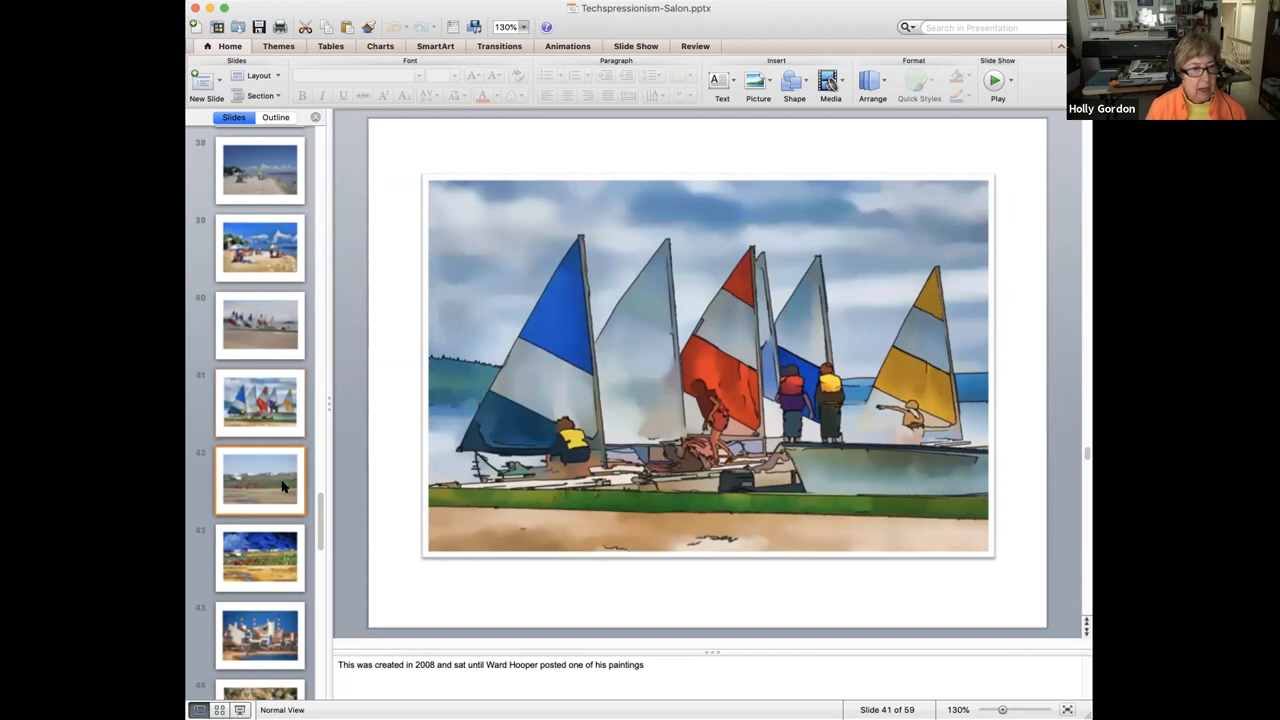 Techspressionism-Salon.pptx
130%
Search in Presentation
Home Themes Tables Charts SmartArt Transitions Animations Slide Show Review
Slides Font Paragraph Insert Format Slide Show
Layout
Section
New Slide
B I U
Text Picture Shape Media Arrange Quick Styles Play
Holly Gordon
Slides Outline
38
39
40
41
42
43
43
This was created in 2008 and sat until Ward Hooper posted one of his paintings
Normal View Slide 41 of 59 130%